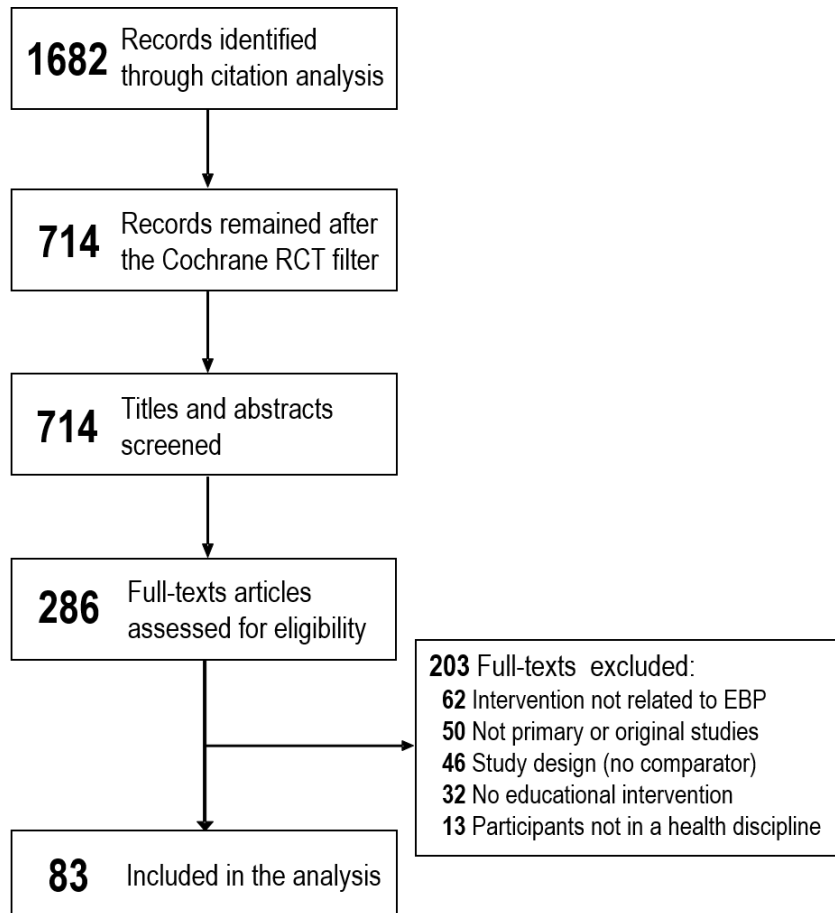 1682 Records identified
through citation analysis
714 Records remained after
the Cochrane RCT filter
714 Titles and abstracts
screened
286 Full-texts articles
assessed for eligibility
203 Full-texts excluded:
62 Intervention not related to EBP
50 Not primary or original studies
46 Study design (no comparator)
32 No educational intervention
13 Participants not in a health discipline
83 Included in the analysis